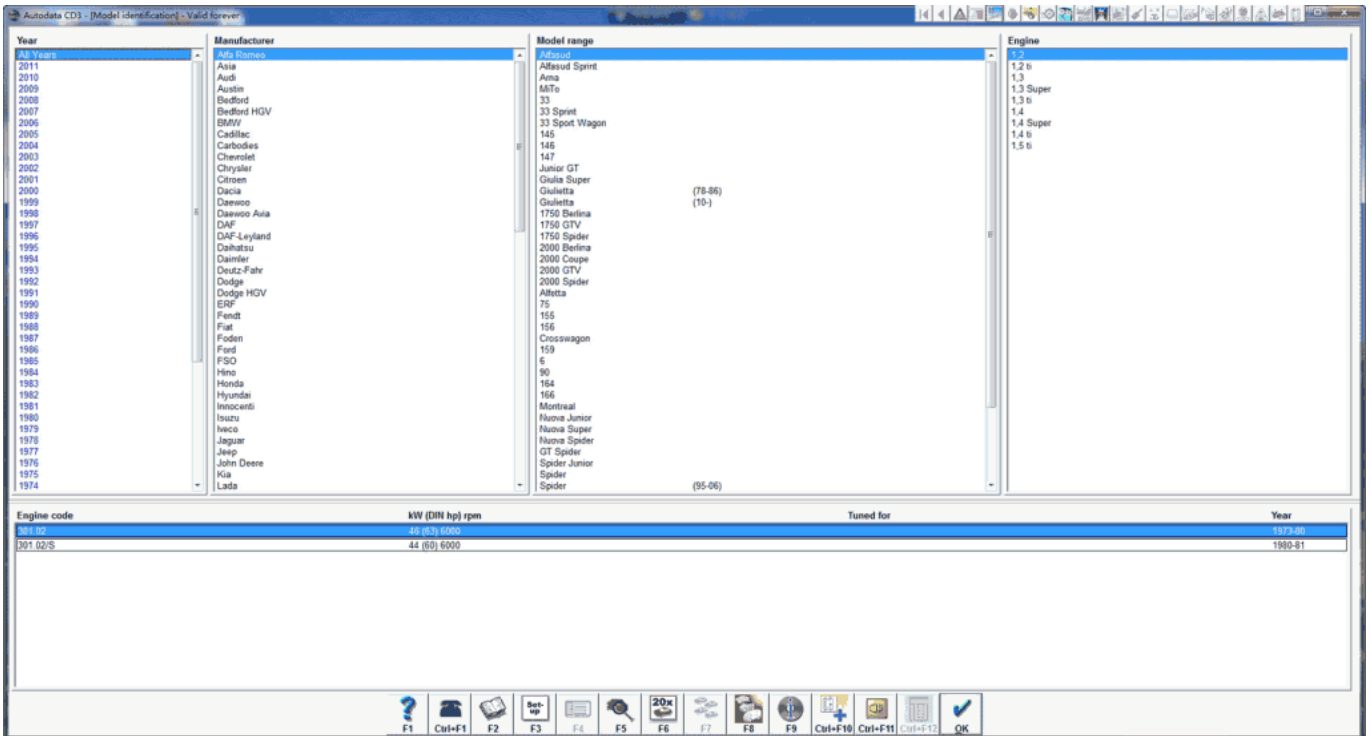 Autodata CD3 - [Model identification] - Valid forever
Year
All Years
2011
2010
2009
2008
2007
2006
2005
2004
2003
2002
2001
2000
1999
1998
1997
1996
1995
1994
1993
1992
1991
1990
1989
1988
1987
1986
1985
1984
1983
1982
1981
1980
1979
1978
1977
1976
1975
1974
Manufacturer
Alfa Romeo
Asia
Audi
Austin
Bedford
Bedford HGV
BMW
Cadillac
Carbodies
Chevrolet
Chrysler
Citroen
Dacia
Daewoo
Daewoo Avia
DAF
DAF-Leyland
Daihatsu
Daimler
Deutz-Fahr
Dodge
Dodge HGV
ERF
Fendt
Fiat
Foden
Ford
FSO
Hino
Honda
Hyundai
Innocenti
Isuzu
Iveco
Jaguar
Jeep
John Deere
Kia
Lada
Model range
Alfasud
Alfasud Sprint
Arna
MiTo
33
33 Sprint
33 Sport Wagon
145
146
147
Junior GT
Giulia Super
Giulietta (78-86)
Giulietta (10-)
1750 Berlina
1750 GTV
1750 Spider
2000 Berlina
2000 Coupe
2000 GTV
2000 Spider
Alfetta
75
155
156
Crosswagon
159
6
90
164
166
Montreal
Nuova Junior
Nuova Super
Nuova Spider
GT Spider
Spider Junior
Spider
Spider (95-06)
Engine
1,2
1,2 ti
1,3
1,3 Super
1,3 ti
1,4
1,4 Super
1,4 ti
1,5 ti
Engine code kW (DIN hp) rpm Tuned for Year
301.02 46 (63) 6000 1973-80
301.02/S 44 (60) 6000 1980-81
Set-up
20x
F1 Ctrl+F1 F2 F3 F4 F5 F6 F7 F8 F9 Ctrl+F10 Ctrl+F11 Ctrl+F12 OK